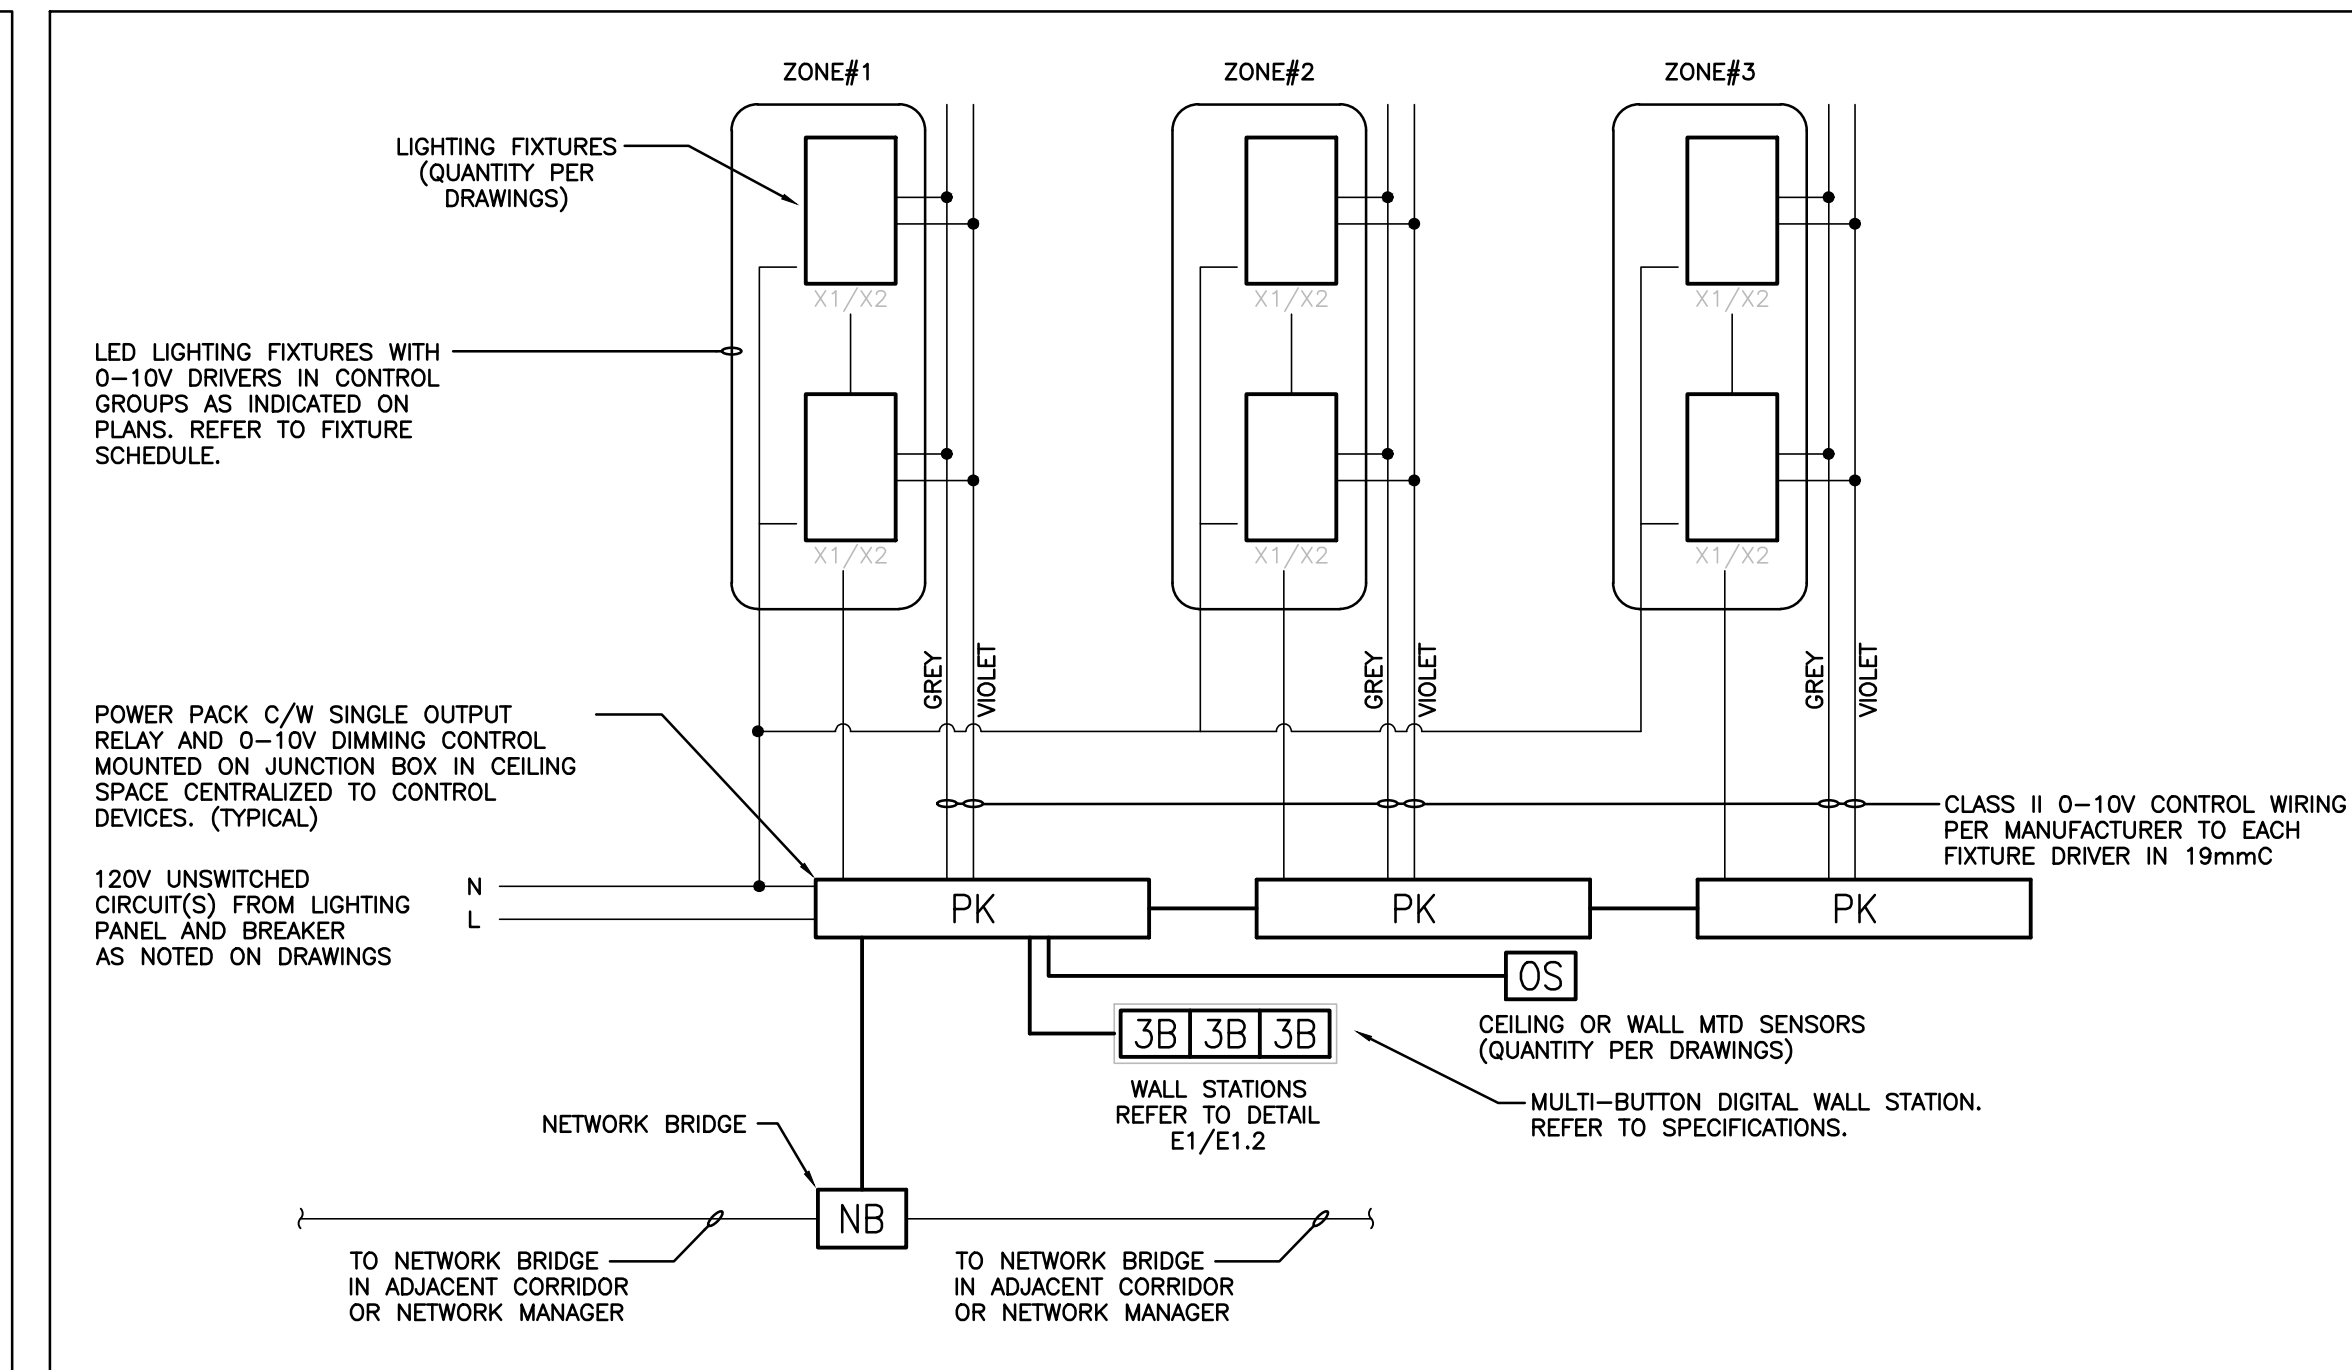 ZONE#1
ZONE#2
ZONE#3
LIGHTING FIXTURES
(QUANTITY PER
DRAWINGS)
X1/X2
X1/X2
X1/X2
LED LIGHTING FIXTURES WITH
0-10V DRIVERS IN CONTROL
GROUPS AS INDICATED ON
PLANS. REFER TO FIXTURE
SCHEDULE.
X1/X2
X1/X2
X1/X2
GREY
VIOLET
GREY
VIOLET
GREY
VIOLET
POWER PACK C/W SINGLE OUTPUT
RELAY AND 0-10V DIMMING CONTROL
MOUNTED ON JUNCTION BOX IN CEILING
SPACE CENTRALIZED TO CONTROL
DEVICES. (TYPICAL)
CLASS II 0-10V CONTROL WIRING
PER MANUFACTURER TO EACH
FIXTURE DRIVER IN 19mmC
120V UNSWITCHED
CIRCUIT(S) FROM LIGHTING
PANEL AND BREAKER
AS NOTED ON DRAWINGS
N
L
PK
PK
PK
OS
CEILING OR WALL MTD SENSORS
(QUANTITY PER DRAWINGS)
3B 3B 3B
WALL STATIONS
REFER TO DETAIL
E1/E1.2
MULTI-BUTTON DIGITAL WALL STATION.
REFER TO SPECIFICATIONS.
NETWORK BRIDGE
NB
TO NETWORK BRIDGE
IN ADJACENT CORRIDOR
OR NETWORK MANAGER
TO NETWORK BRIDGE
IN ADJACENT CORRIDOR
OR NETWORK MANAGER